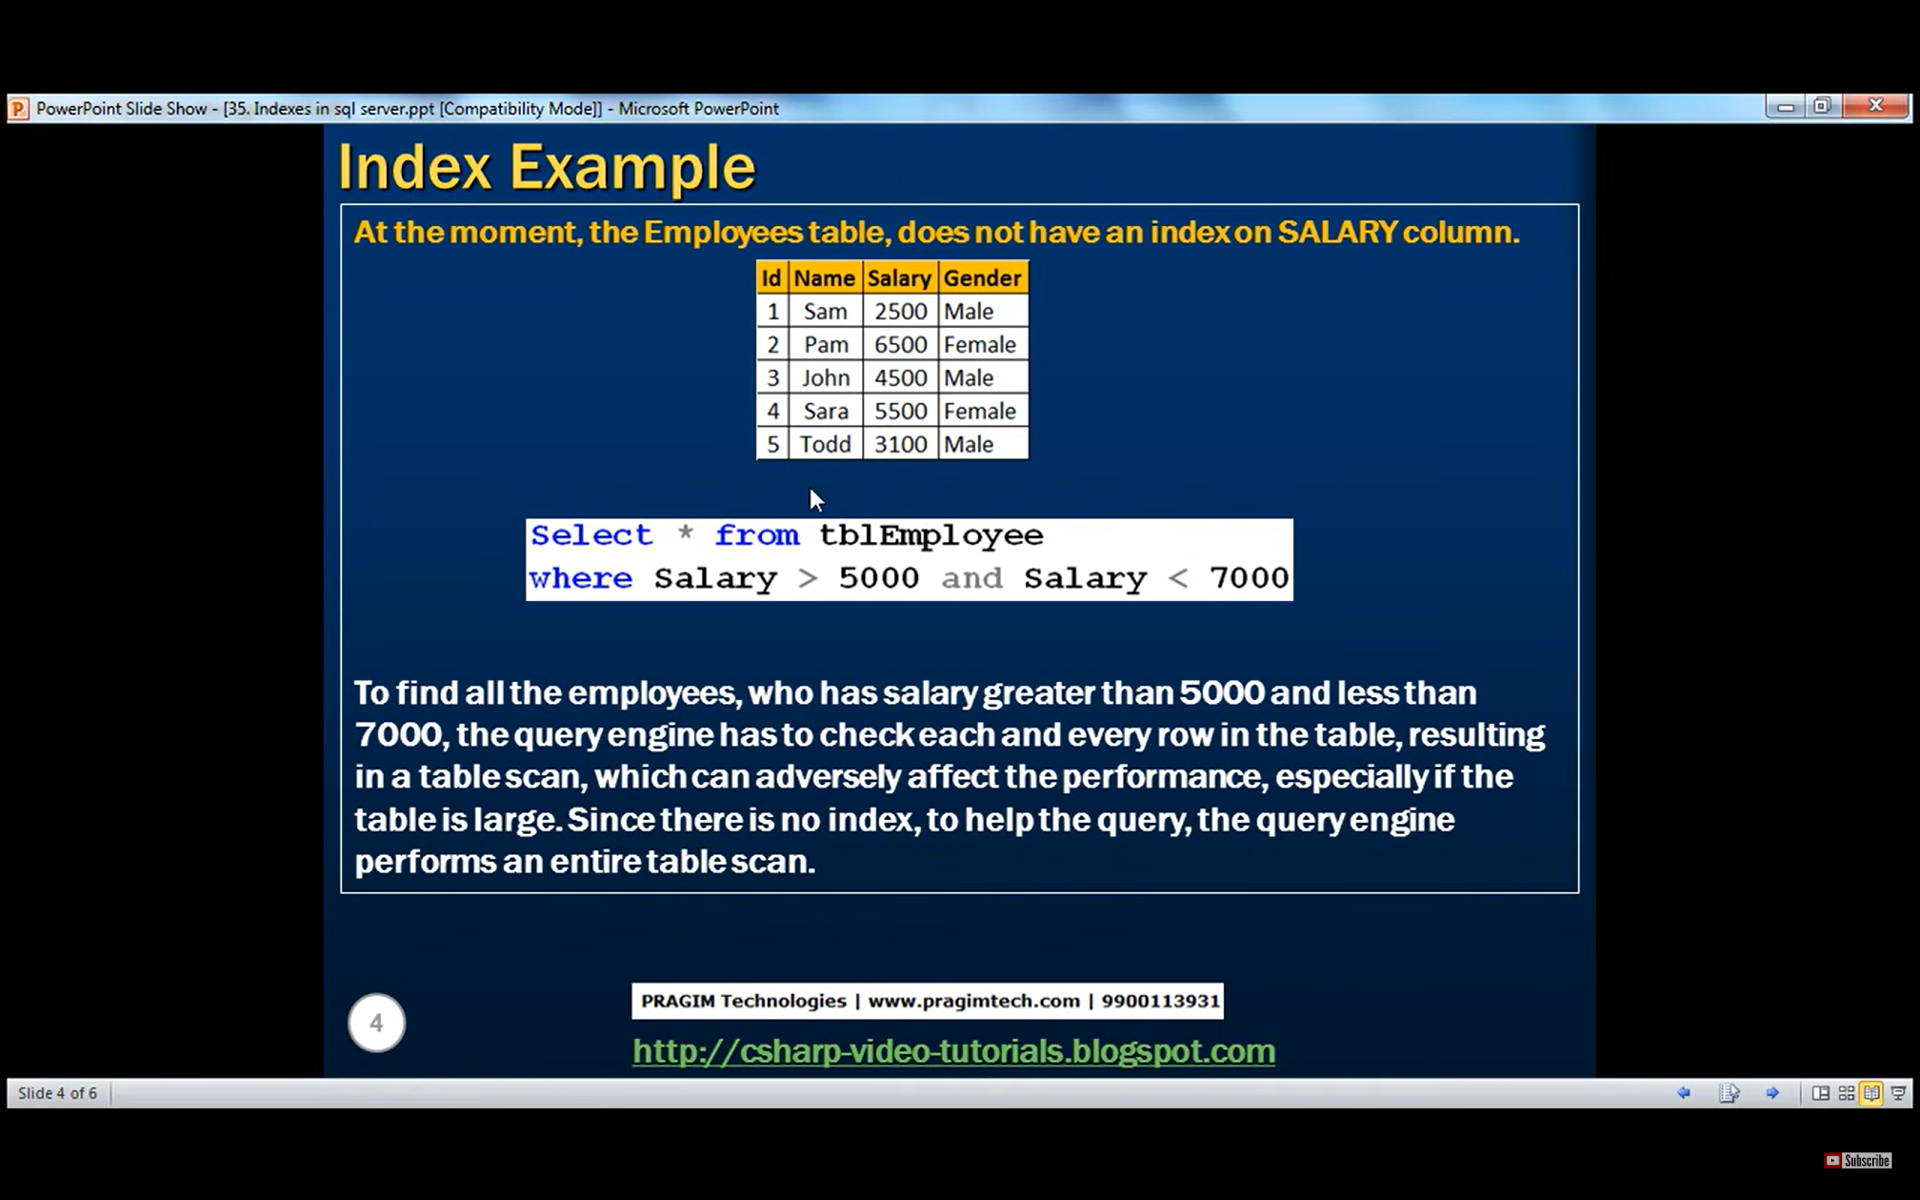 PowerPoint Slide Show - [35. Indexes in sql server.ppt [Compatibility Mode]] - Microsoft PowerPoint
Index Example
At the moment, the Employees table, does not have an index on SALARY column.
Id Name Salary Gender
1 Sam 2500 Male
2 Pam 6500 Female
3 John 4500 Male
4 Sara 5500 Female
5 Todd 3100 Male
Select * from tblEmployee
where Salary > 5000 and Salary < 7000
To find all the employees, who has salary greater than 5000 and less than
7000, the query engine has to check each and every row in the table, resulting
in a table scan, which can adversely affect the performance, especially if the
table is large. Since there is no index, to help the query, the query engine
performs an entire table scan.
4
PRAGIM Technologies | www.pragimtech.com | 9900113931
http://csharp-video-tutorials.blogspot.com
Slide 4 of 6
Subscribe